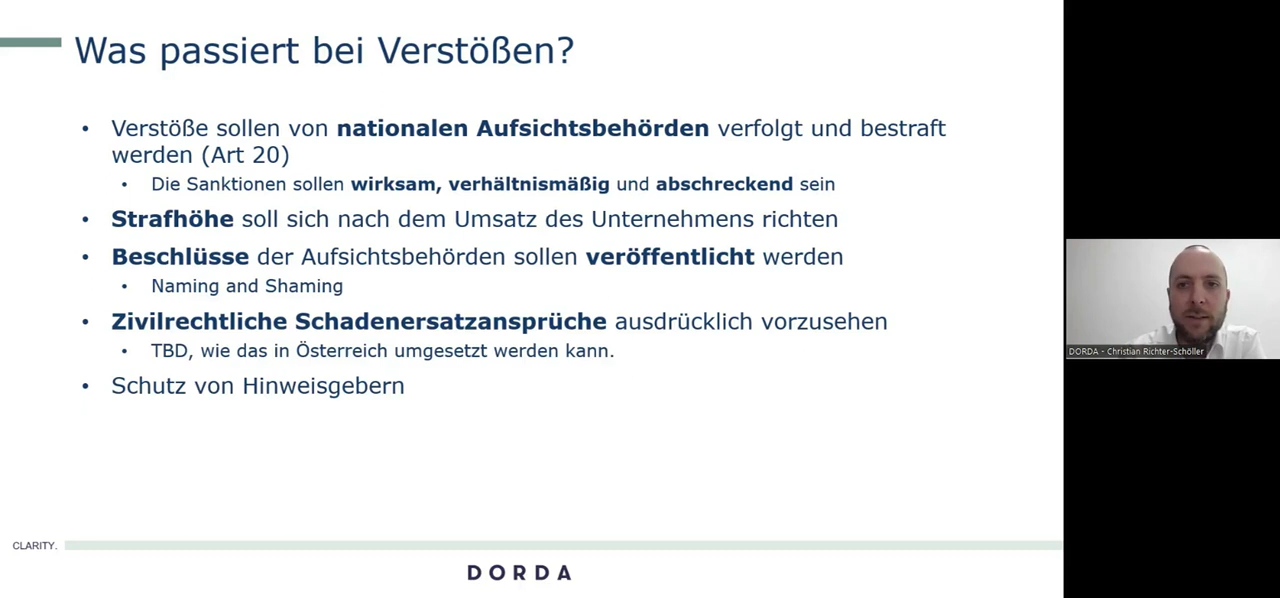 Was passiert bei Verstößen?
• Verstöße sollen von nationalen Aufsichtsbehörden verfolgt und bestraft
werden (Art 20)
• Die Sanktionen sollen wirksam, verhältnismäßig und abschreckend sein
• Strafhöhe soll sich nach dem Umsatz des Unternehmens richten
• Beschlüsse der Aufsichtsbehörden sollen veröffentlicht werden
• Naming and Shaming
• Zivilrechtliche Schadenersatzansprüche ausdrücklich vorzusehen
• TBD, wie das in Österreich umgesetzt werden kann.
• Schutz von Hinweisgebern
DORDA - Christian Richter-Schöller
CLARITY.
DORDA